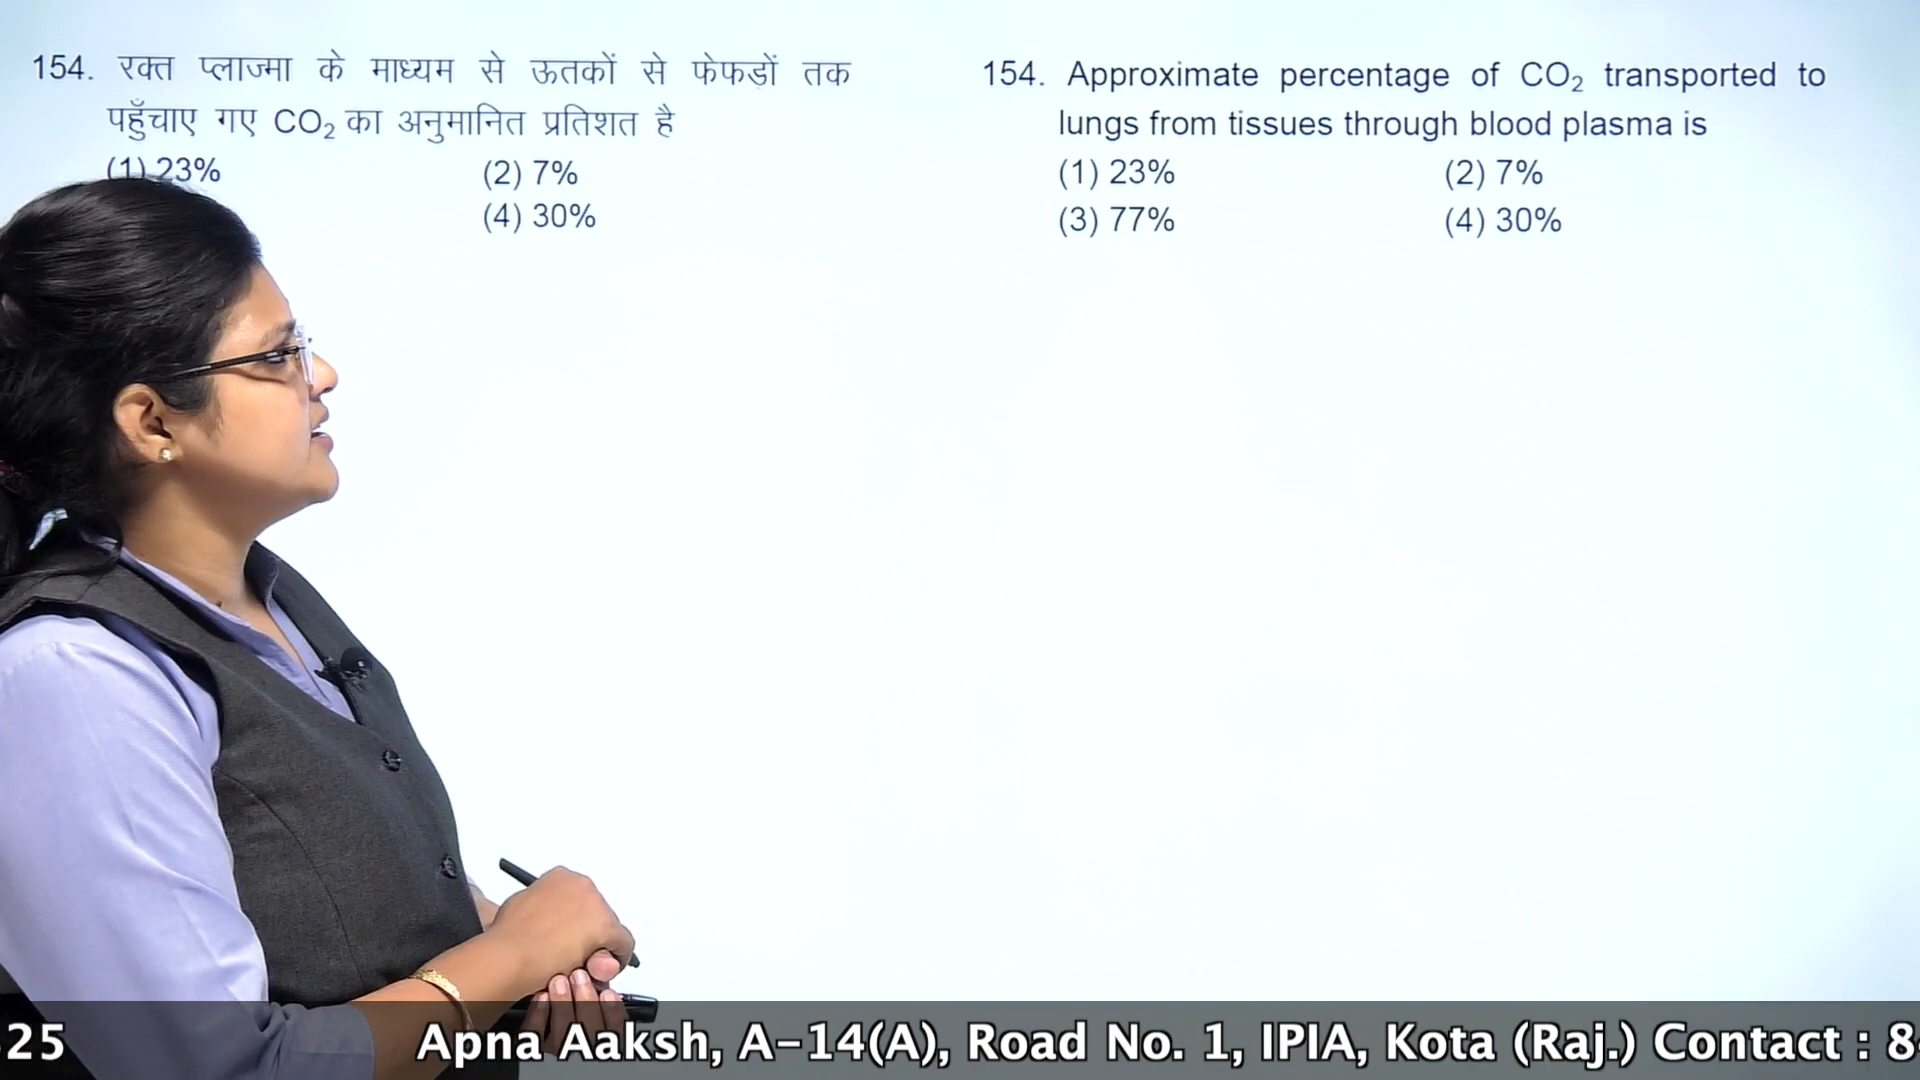 154. रक्त प्लाज्मा के माध्यम से ऊतकों से फेफड़ों तक
पहुँचाए गए CO₂ का अनुमानित प्रतिशत है
(1) 23% (2) 7%
(4) 30%
154. Approximate percentage of CO₂ transported to
lungs from tissues through blood plasma is
(1) 23% (2) 7%
(3) 77% (4) 30%
25 Apna Aaksh, A-14(A), Road No. 1, IPIA, Kota (Raj.) Contact : 8